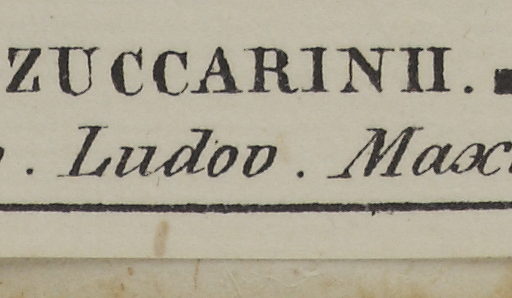 ZUCCARINII.
. Ludov. Max